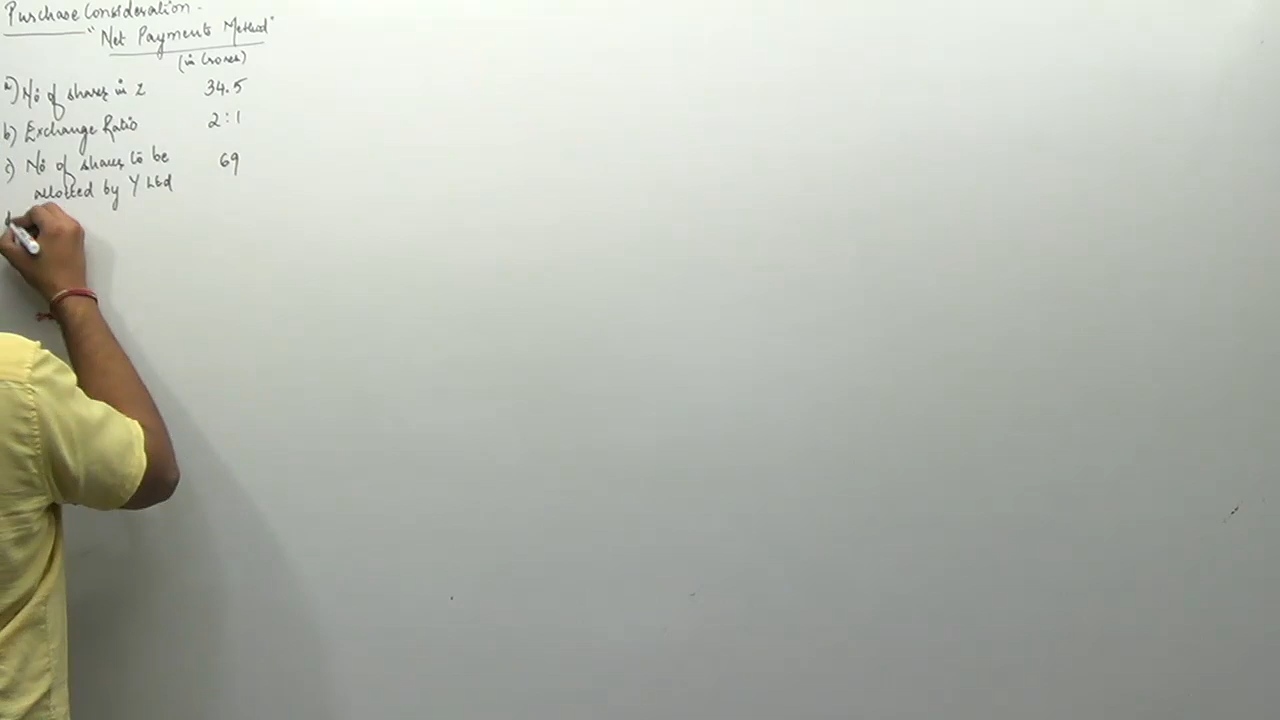 Purchase Consideration -
"Net Payments Method"
(in Crores)
a) No of shares in Z 34.5
b) Exchange Ratio 2:1
c) No of shares to be 69
allotted by Y Ltd